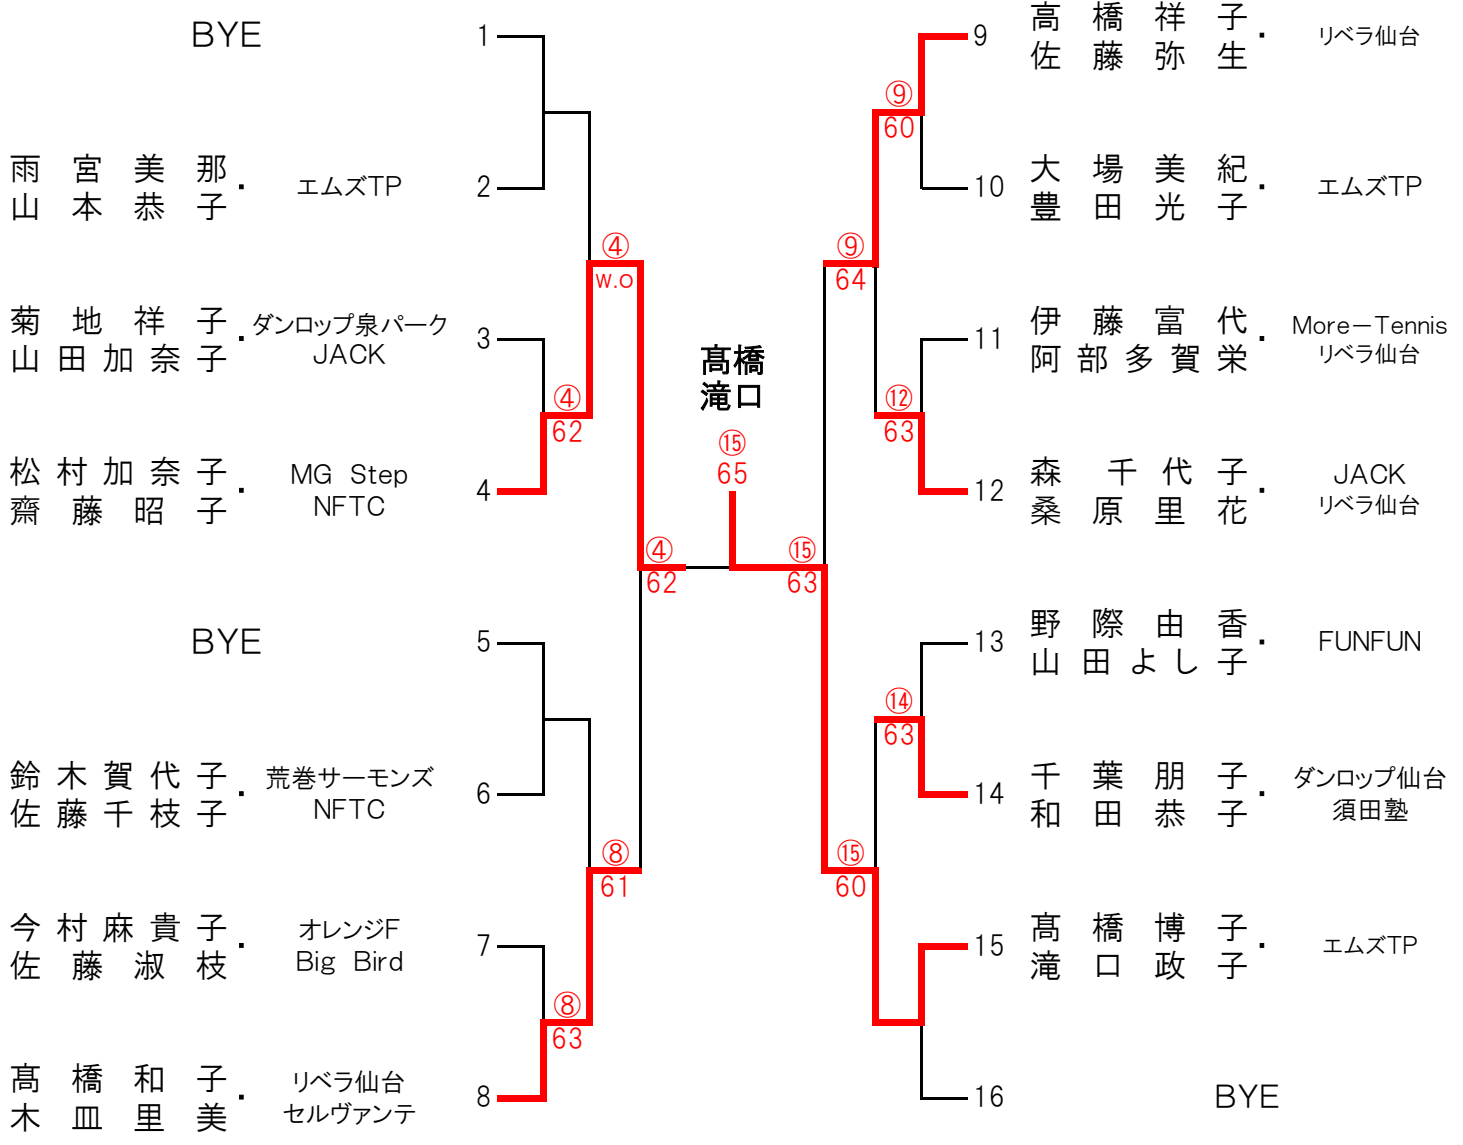 BYE
1
雨宮美那・
山本恭子
エムズTP
2
菊地祥子・
山田加奈子
ダンロップ泉パーク
JACK
3
松村加奈子・
齋藤昭子
MG Step
NFTC
4
BYE
5
鈴木賀代子・
佐藤千枝子
荒巻サーモンズ
NFTC
6
今村麻貴子・
佐藤淑枝
オレンジF
Big Bird
7
髙橋和子・
木皿里美
リベラ仙台
セルヴァンテ
8
④
w.o
④
62
④
62
⑧
61
⑧
63
髙橋
滝口
⑮
65
⑨
60
⑨
64
⑫
63
⑮
63
⑭
63
⑮
60
9
高橋祥子・
佐藤弥生
リベラ仙台
10
大場美紀・
豊田光子
エムズTP
11
伊藤富代・
阿部多賀栄
More－Tennis
リベラ仙台
12
森千代子・
桑原里花
JACK
リベラ仙台
13
野際由香・
山田よし子
FUNFUN
14
千葉朋子・
和田恭子
ダンロップ仙台
須田塾
15
髙橋博子・
滝口政子
エムズTP
16
BYE